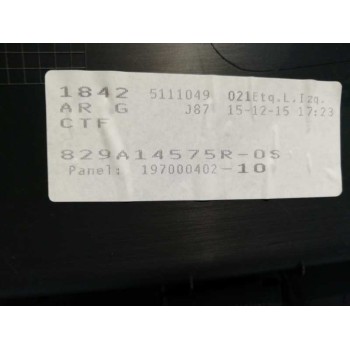 1842 5111049 021Etq.L.Izq.
AR G J87 15-12-15 17:23
CTF
829A14575R-0S
Panel: 197000402-10